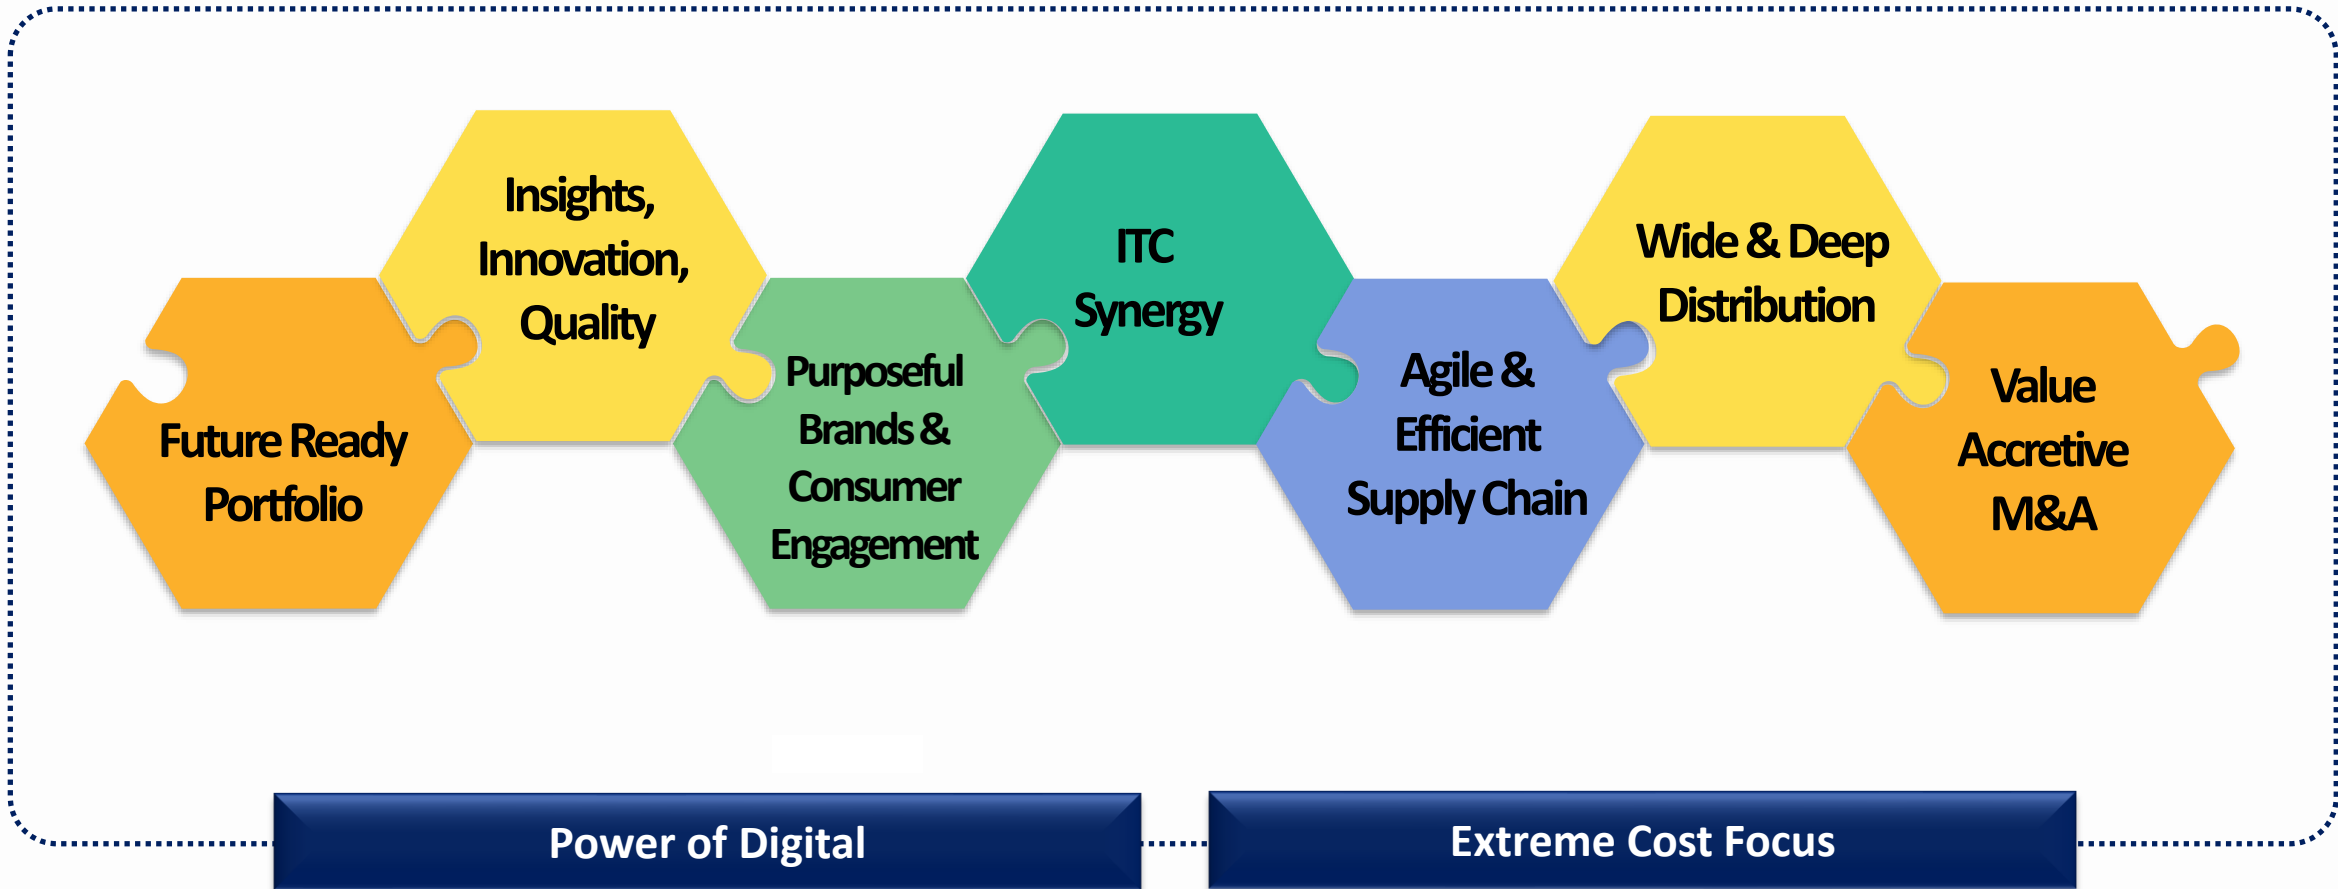 Future Ready
Portfolio
Insights,
Innovation,
Quality
Purposeful
Brands &
Consumer
Engagement
ITC
Synergy
Agile &
Efficient
Supply Chain
Wide & Deep
Distribution
Value
Accretive
M&A
Power of Digital
Extreme Cost Focus